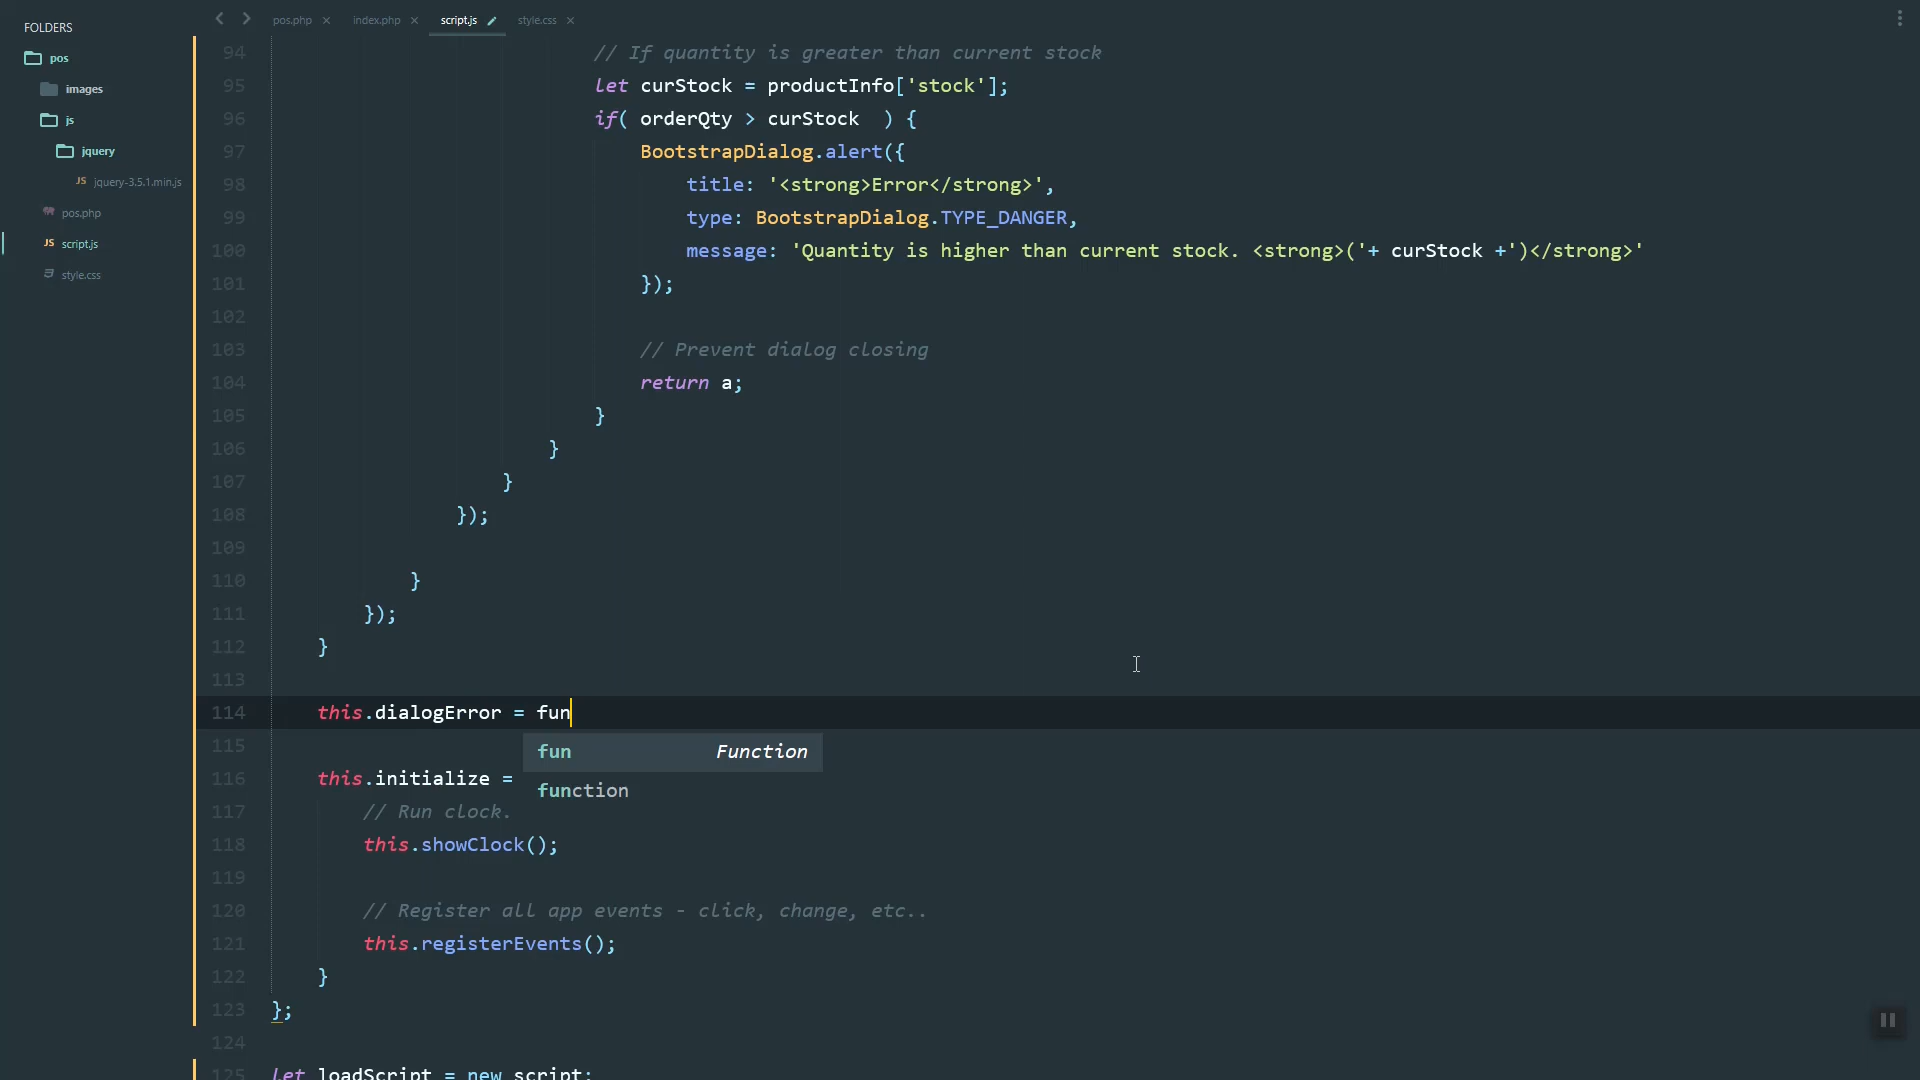 FOLDERS
pos
images
js
jquery
JS jquery-3.5.1.min.js
pos.php
JS script.js
style.css
pos.php × index.php × script.js style.css ×
94 // If quantity is greater than current stock
95 let curStock = productInfo['stock'];
96 if( orderQty > curStock  ) {
97 BootstrapDialog.alert({
98 title: '<strong>Error</strong>',
99 type: BootstrapDialog.TYPE_DANGER,
100 message: 'Quantity is higher than current stock. <strong>('+ curStock +')</strong>'
101 });
102
103 // Prevent dialog closing
104 return a;
105 }
106 }
107 }
108 });
109
110 }
111 });
112 }
113
114 this.dialogError = fun
115
fun Function
116 this.initialize =
function
117 // Run clock.
118 this.showClock();
119
120 // Register all app events - click, change, etc..
121 this.registerEvents();
122 }
123 };
124
125 let loadScript = new script;